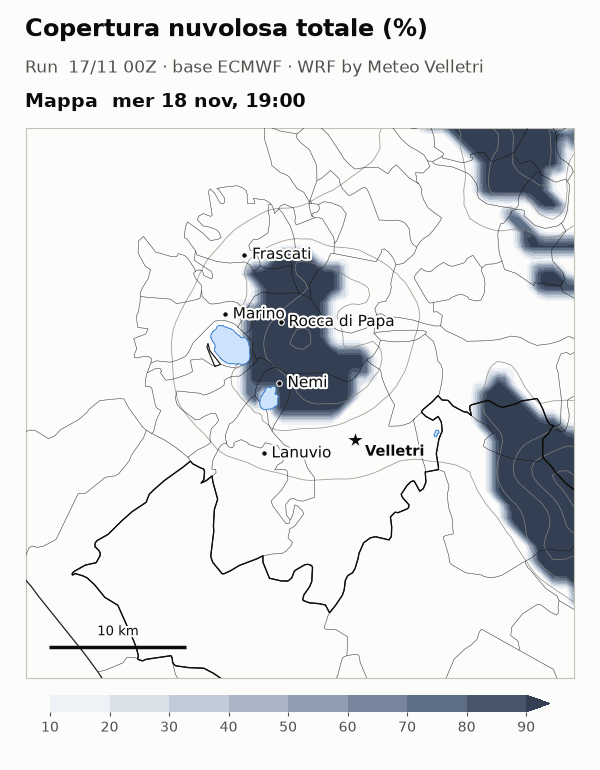 Copertura nuvolosa totale (%)
Run  17/11 00Z · base ECMWF · WRF by Meteo Velletri
Mappa  mer 18 nov, 19:00
Frascati
Marino
Rocca di Papa
Nemi
Velletri
Lanuvio
10 km
10 20 30 40 50 60 70 80 90